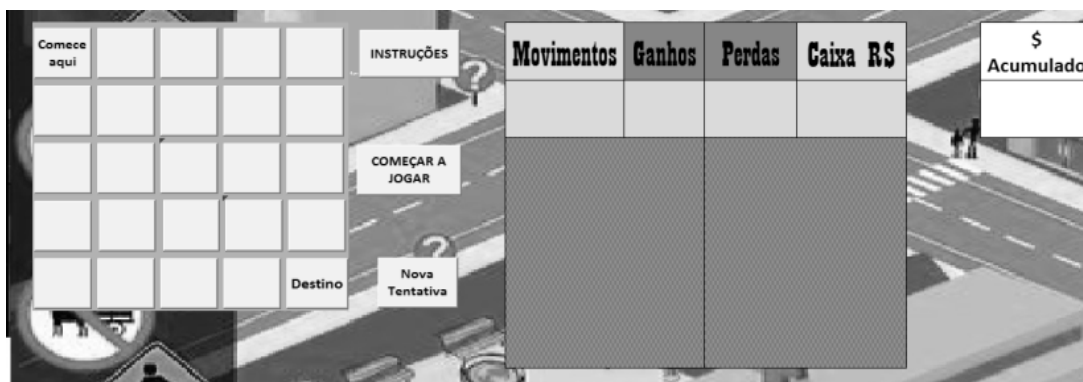 Comece
aqui
INSTRUÇÕES
?
COMEÇAR A
JOGAR
?
Destino
Nova
Tentativa
Movimentos
Ganhos
Perdas
Caixa R$
$
Acumulado